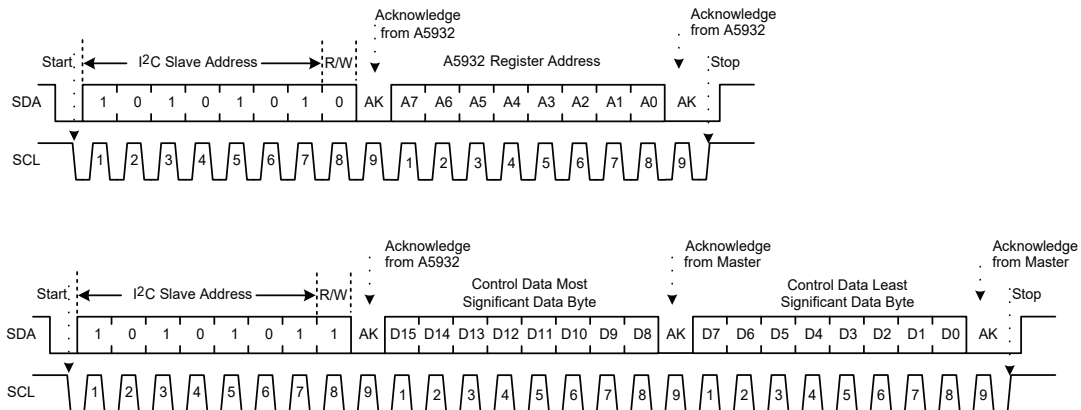 Acknowledge from A5932 Acknowledge from A5932
Start I²C Slave Address R/W A5932 Register Address Stop
SDA 1 0 1 0 1 0 1 0 AK A7 A6 A5 A4 A3 A2 A1 A0 AK
SCL 1 2 3 4 5 6 7 8 9 1 2 3 4 5 6 7 8 9
Acknowledge from A5932 Acknowledge from Master Acknowledge from Master
Start I²C Slave Address R/W Control Data Most Significant Data Byte Control Data Least Significant Data Byte Stop
SDA 1 0 1 0 1 0 1 1 AK D15 D14 D13 D12 D11 D10 D9 D8 AK D7 D6 D5 D4 D3 D2 D1 D0 AK
SCL 1 2 3 4 5 6 7 8 9 1 2 3 4 5 6 7 8 9 1 2 3 4 5 6 7 8 9